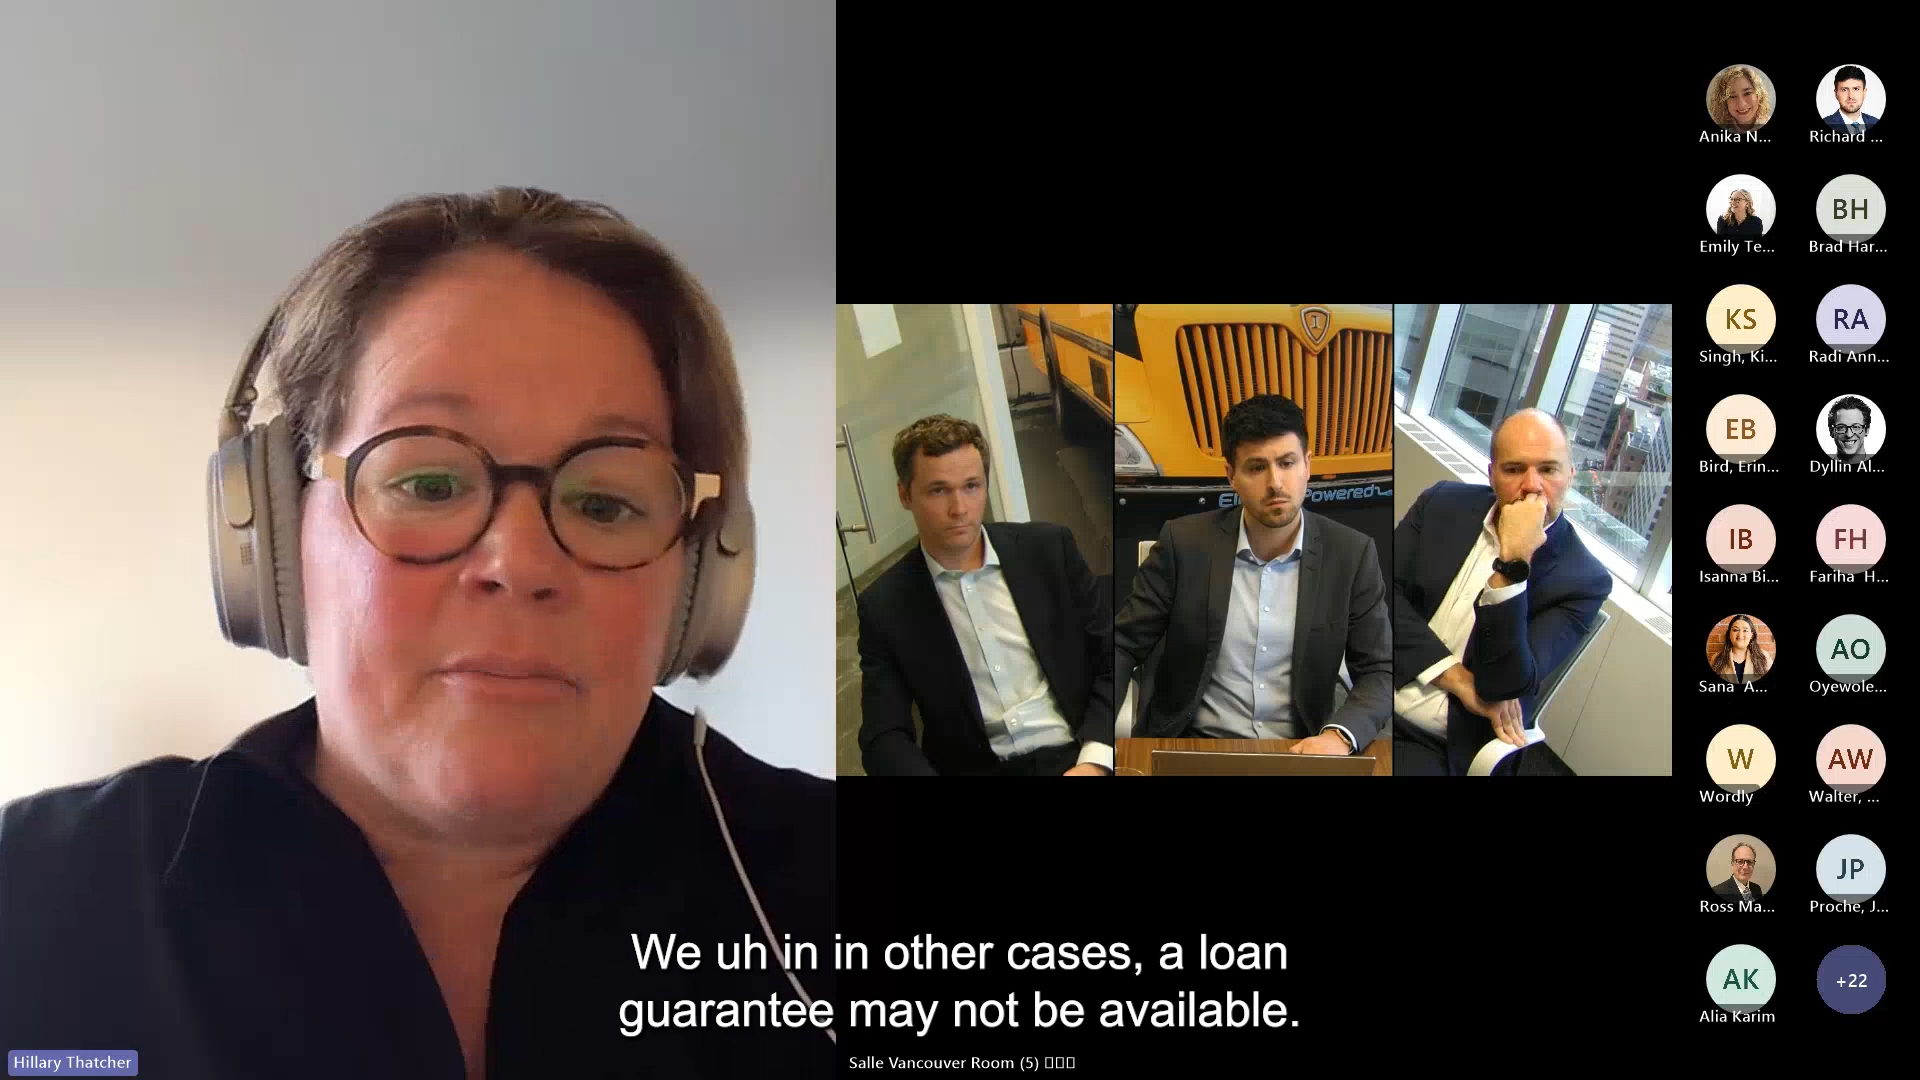 Anika N...
Richard ...
Emily Te...
BH
Brad Har...
KS
Singh, Ki...
RA
Radi Ann...
EB
Bird, Erin...
Dyllin Al...
IB
Isanna Bi...
FH
Fariha H...
Sana A...
AO
Oyewole...
W
Wordly
AW
Walter, ...
Ross Ma...
JP
Proche, J...
AK
Alia Karim
+22
I
Powered
We uh in in other cases, a loan
guarantee may not be available.
Hillary Thatcher
Salle Vancouver Room (5)